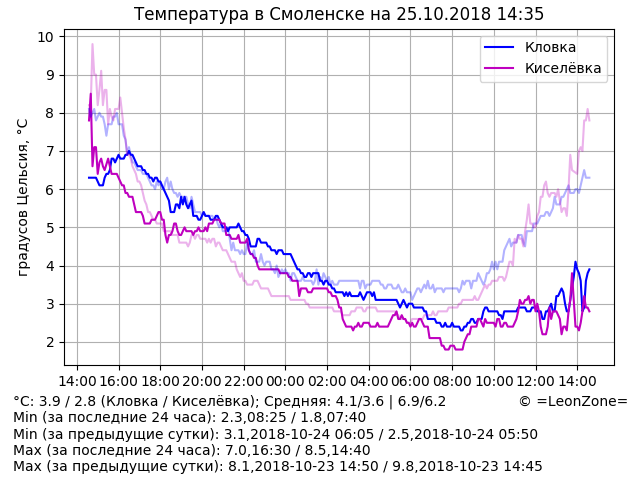 Температура в Смоленске на 25.10.2018 14:35
Кловка
Киселёвка
градусов Цельсия, °C
10
9
8
7
6
5
4
3
2
14:00 16:00 18:00 20:00 22:00 00:00 02:00 04:00 06:00 08:00 10:00 12:00 14:00
°C: 3.9 / 2.8 (Кловка / Киселёвка); Средняя: 4.1/3.6 | 6.9/6.2 © =LeonZone=
Min (за последние 24 часа): 2.3,08:25 / 1.8,07:40
Min (за предыдущие сутки): 3.1,2018-10-24 06:05 / 2.5,2018-10-24 05:50
Max (за последние 24 часа): 7.0,16:30 / 8.5,14:40
Max (за предыдущие сутки): 8.1,2018-10-23 14:50 / 9.8,2018-10-23 14:45